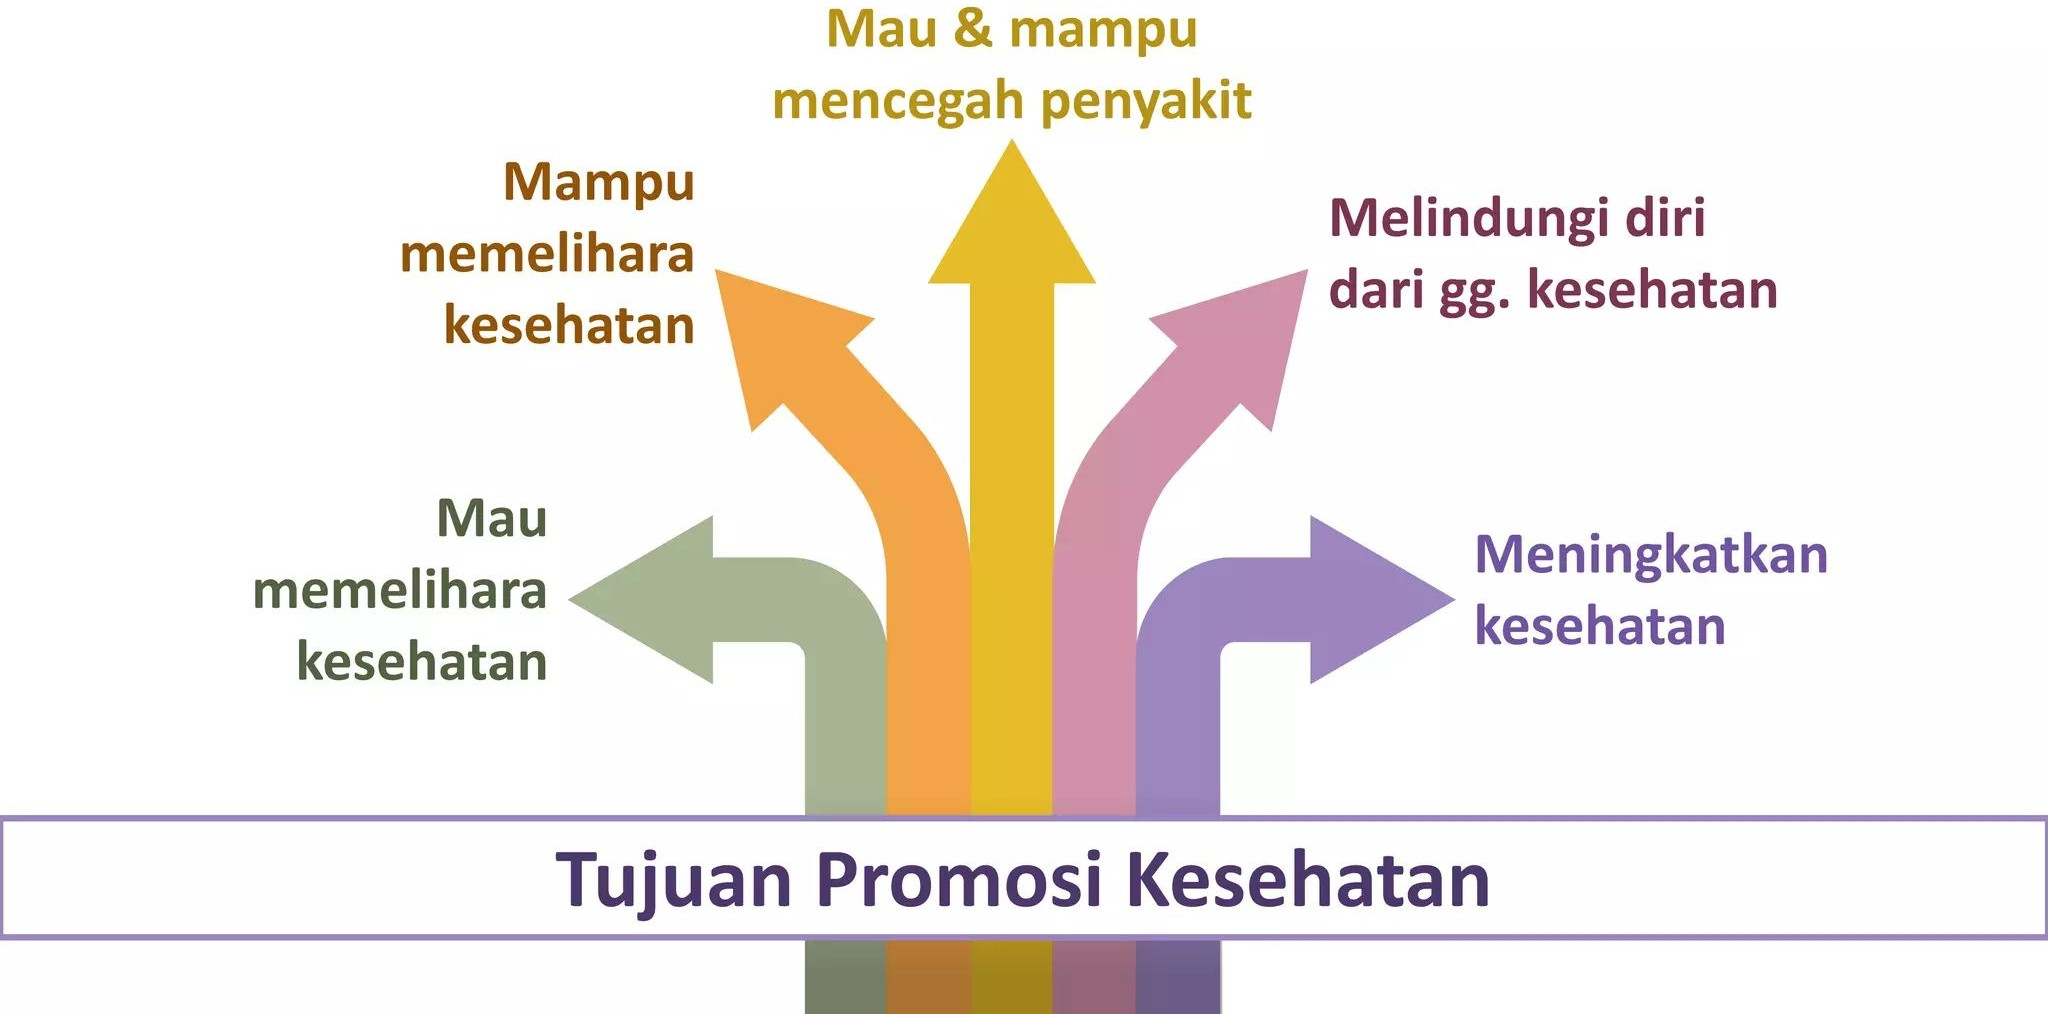 Mau & mampu
mencegah penyakit
Mampu
memelihara
kesehatan
Melindungi diri
dari gg. kesehatan
Mau
memelihara
kesehatan
Meningkatkan
kesehatan
Tujuan Promosi Kesehatan